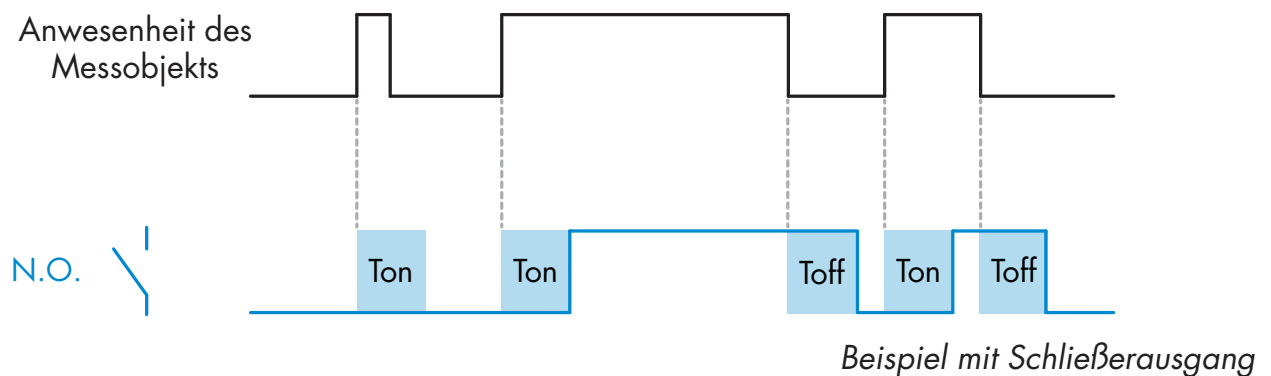 Anwesenheit des
Messobjekts
N.O.
Ton
Ton
Toff
Ton
Toff
Beispiel mit Schließerausgang